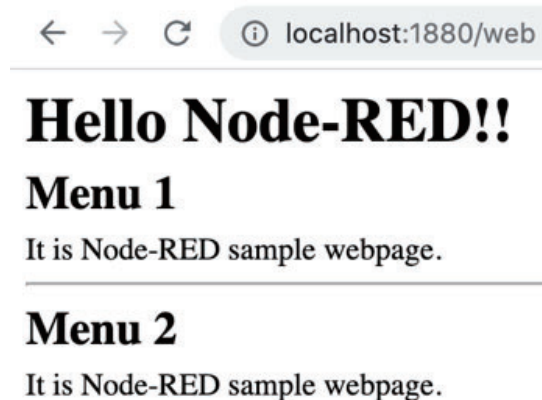 localhost:1880/web
Hello Node-RED!!
Menu 1
It is Node-RED sample webpage.
Menu 2
It is Node-RED sample webpage.